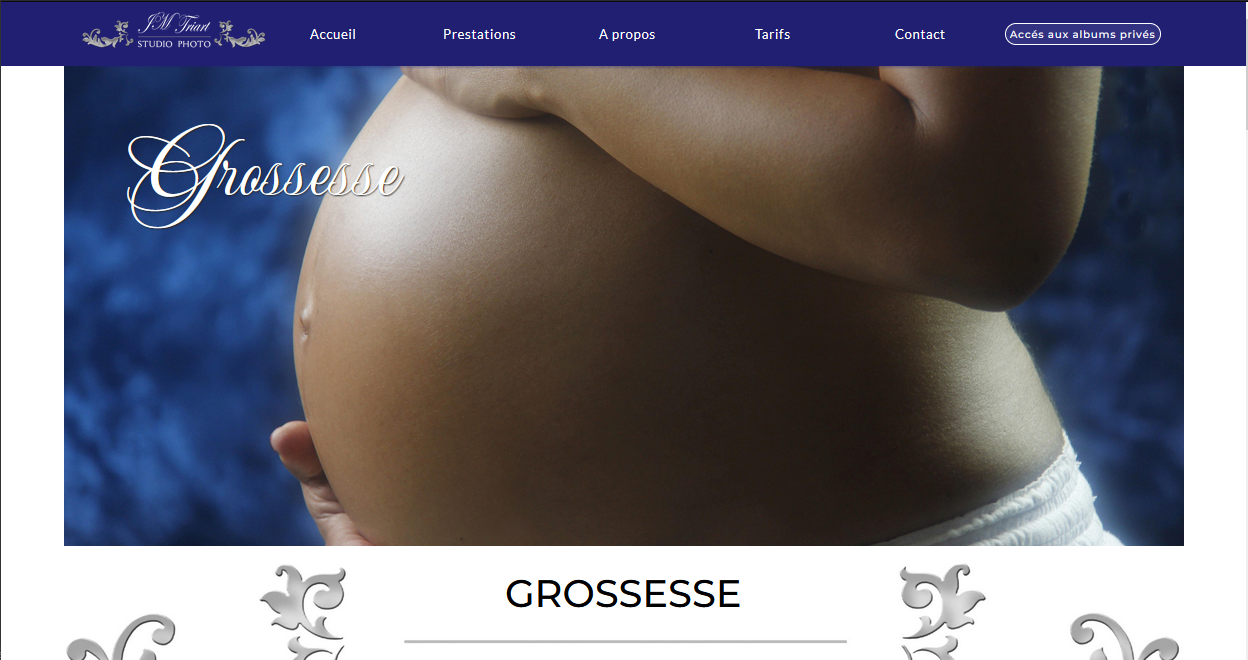 JM Triart
STUDIO PHOTO
Accueil
Prestations
A propos
Tarifs
Contact
Accés aux albums privés
Grossesse
GROSSESSE